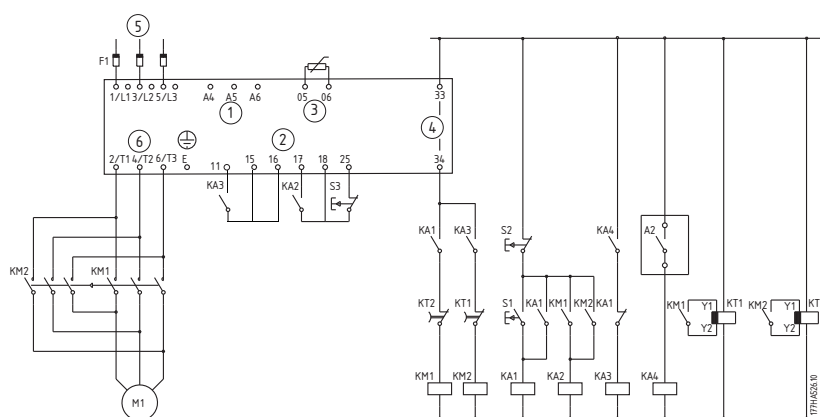 5
F1
1/L1 3/L2 5/L3 A4 A5 A6 05 06 33
1 3
2 4
6
2/T1 4/T2 6/T3 E 11 15 16 17 18 25 34
KA3 KA2 S3
KA1 KA3 S2 KA4 A2
KM2 KM1
KT2 KT1 S1 KA1 KM1 KM2 KA1 KM1 Y1 KT1 KM2 Y1 KT
Y2 Y2
KM1 KM2 KA1 KA2 KA3 KA4
M1
177HA526.10